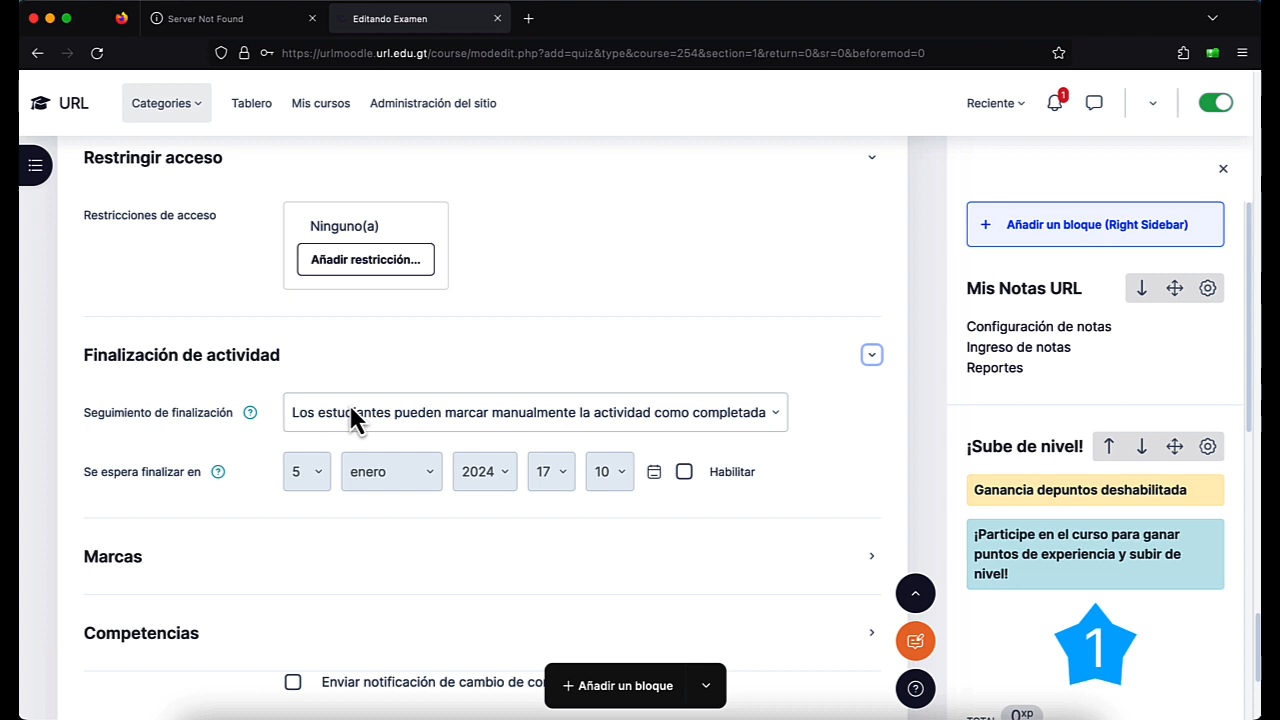 Server Not Found
Editando Examen
https://urlmoodle.url.edu.gt/course/modedit.php?add=quiz&type&course=254&section=1&return=0&sr=0&beforemod=0
URL
Categories
Tablero
Mis cursos
Administración del sitio
Reciente
1
Restringir acceso
Restricciones de acceso
Ninguno(a)
Añadir restricción...
Finalización de actividad
Seguimiento de finalización
Los estudiantes pueden marcar manualmente la actividad como completada
Se espera finalizar en
5 enero 2024 17 10 Habilitar
Marcas
Competencias
Enviar notificación de cambio de
+ Añadir un bloque
+ Añadir un bloque (Right Sidebar)
Mis Notas URL
Configuración de notas
Ingreso de notas
Reportes
¡Sube de nivel!
Ganancia depuntos deshabilitada
¡Participe en el curso para ganar
puntos de experiencia y subir de
nivel!
1
TOTAL 0xp